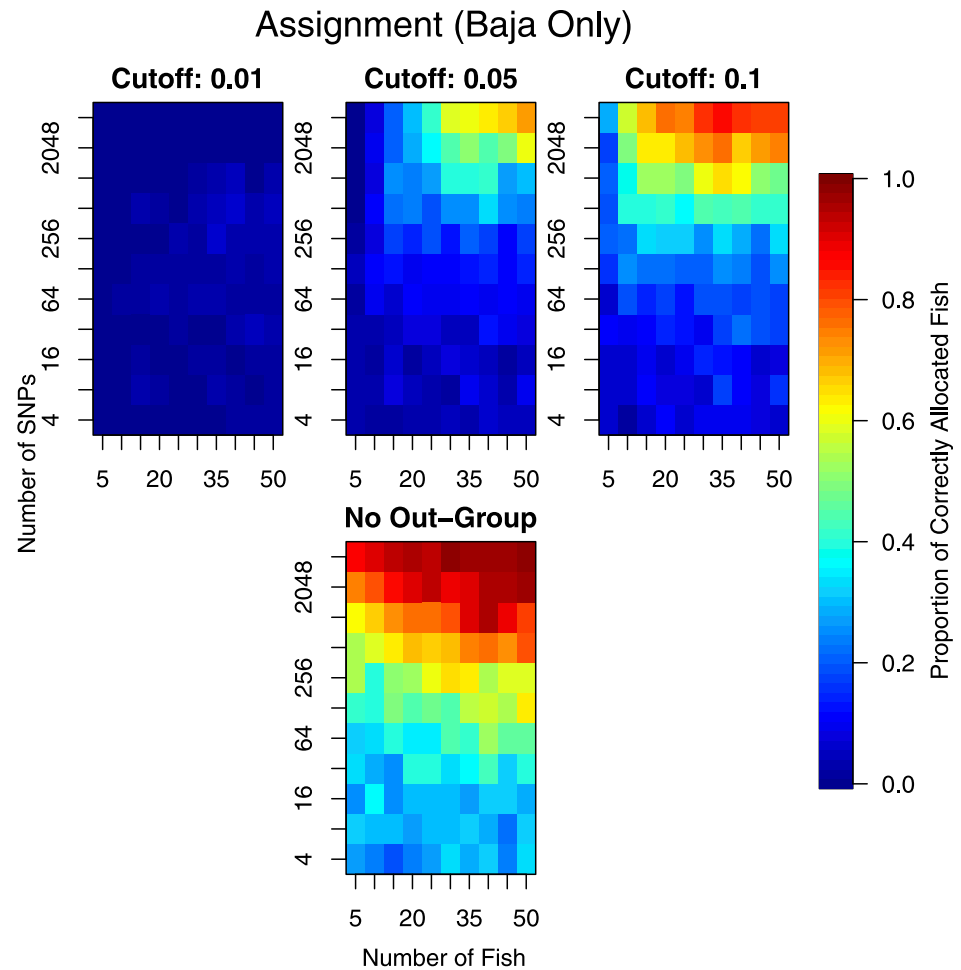 Assignment (Baja Only)
Cutoff: 0.01
Cutoff: 0.05
Cutoff: 0.1
2048
256
64
16
4
2048
256
64
16
4
2048
256
64
16
4
Number of SNPs
5 20 35 50
5 20 35 50
5 20 35 50
No Out−Group
2048
256
64
16
4
5 20 35 50
Number of Fish
1.0
0.8
0.6
0.4
0.2
0.0
Proportion of Correctly Allocated Fish